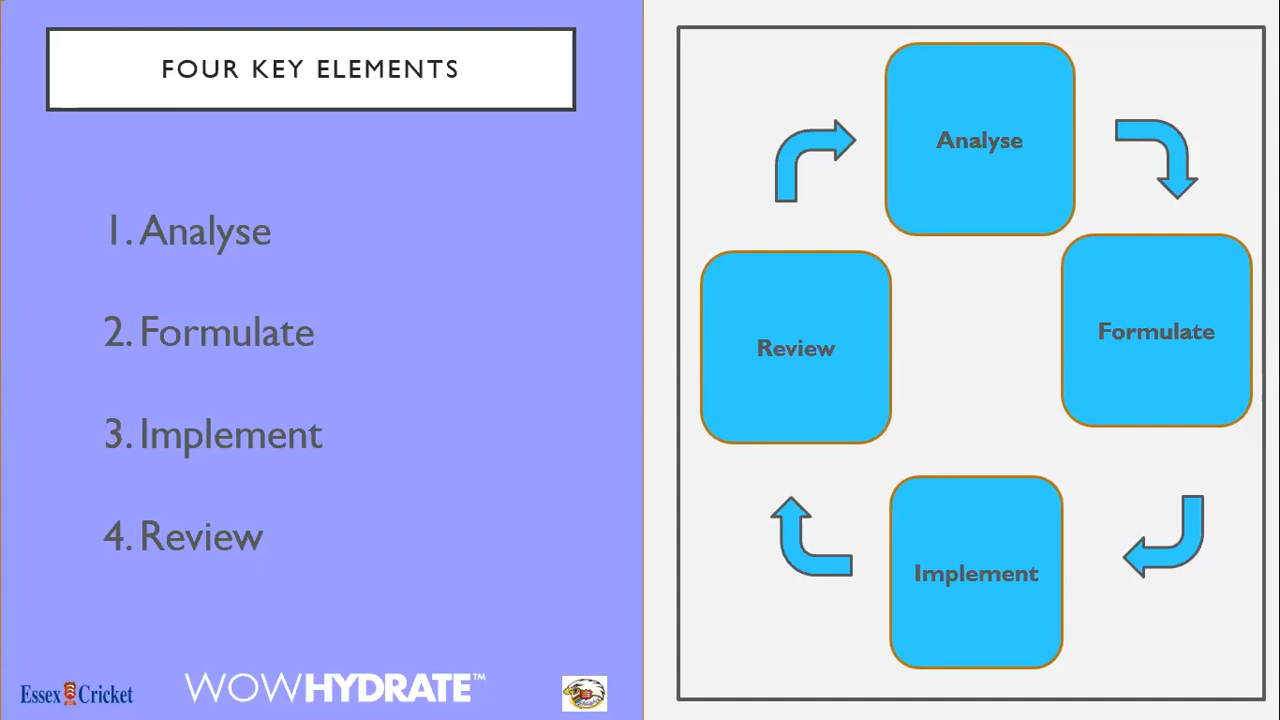 FOUR KEY ELEMENTS
1. Analyse
2. Formulate
3. Implement
4. Review
Essex Cricket
WOWHYDRATE™
Analyse
Formulate
Review
Implement